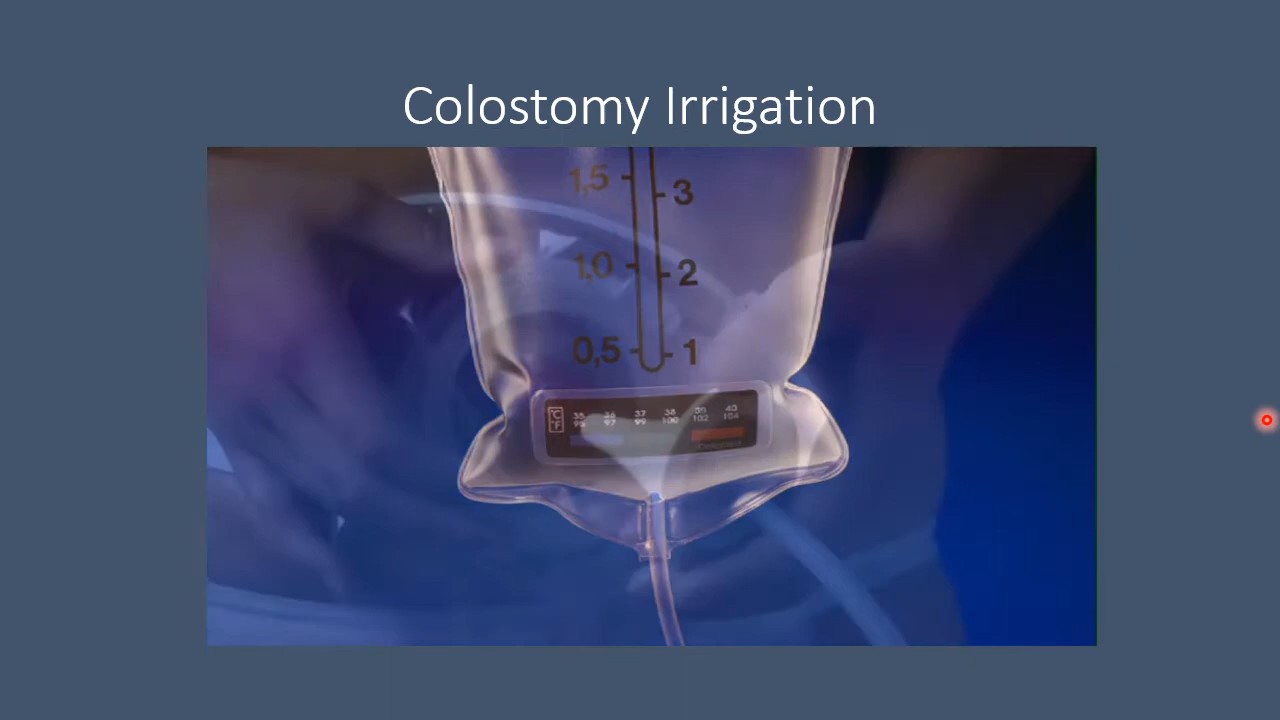 Colostomy Irrigation
1,5 3
1,0 2
0,5 1
°C 35 36 37 38 39 40
°F 97 99 100 102 104